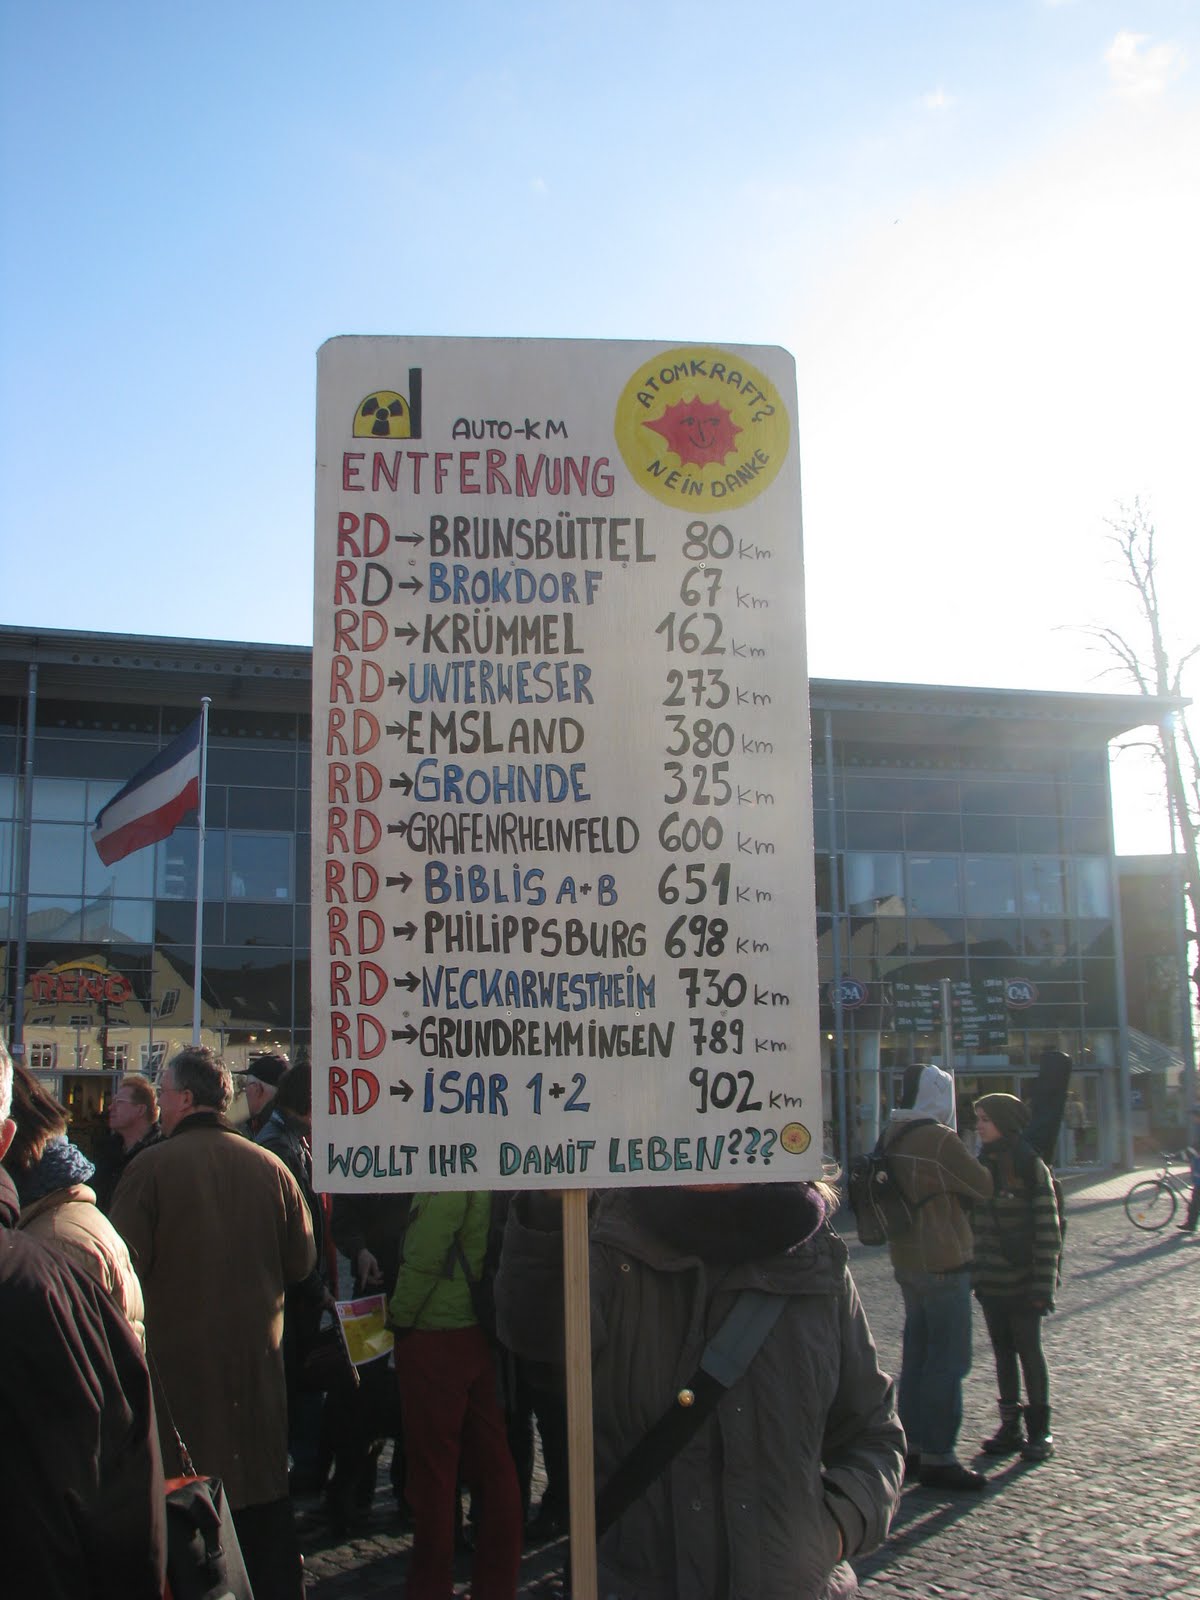 ATOMKRAFT?
NEIN DANKE
AUTO-KM
ENTFERNUNG
RD→BRUNSBÜTTEL 80 km
RD→BROKDORF 67 km
RD→KRÜMMEL 162 km
RD→UNTERWESER 273 km
RD→EMSLAND 380 km
RD→GROHNDE 325 km
RD→GRAFENRHEINFELD 600 km
RD→BiBLiS A+B 651 km
RD→PHiLiPPSBURG 698 km
RD→NECKARWESTHEiM 730 km
RD→GRUNDREMMiNGEN 789 km
RD→iSAR 1+2 902 km
WOLLT IHR DAMiT LEBEN???
RENO
C&A
C&A